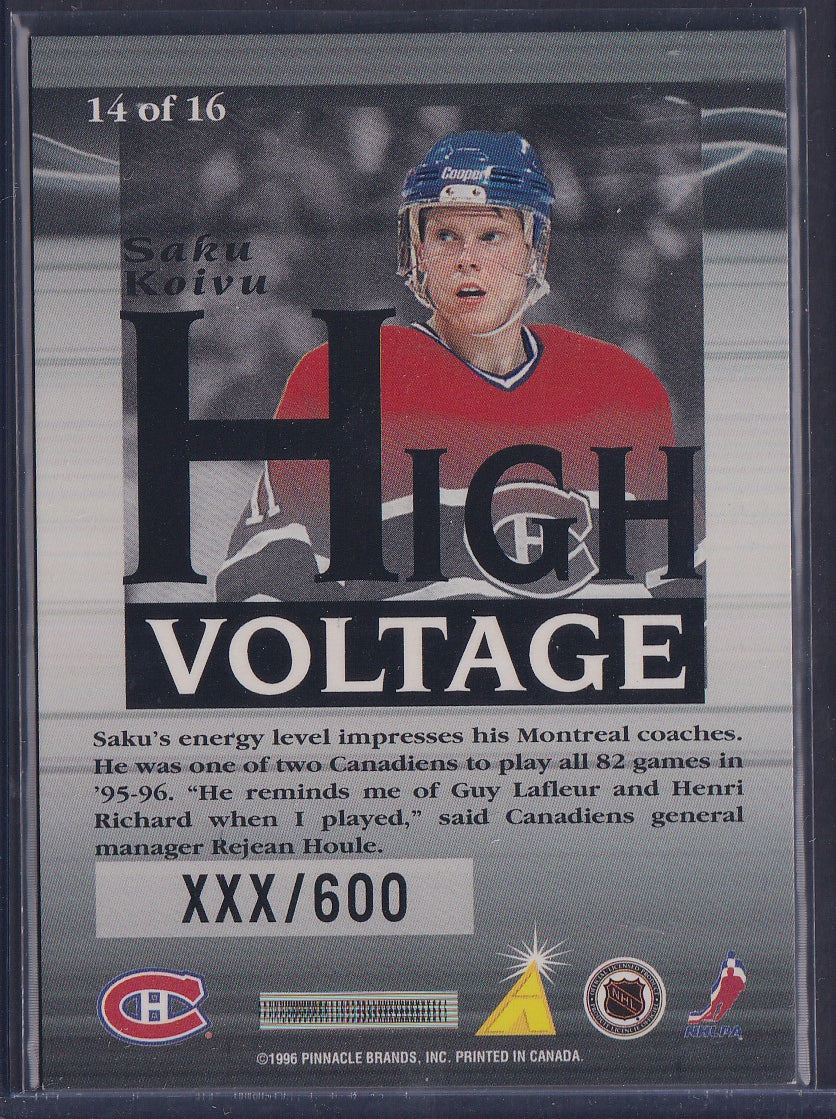 14 of 16
Cooper
Saku
Koivu
HIGH
VOLTAGE
Saku's energy level impresses his Montreal coaches.
He was one of two Canadiens to play all 82 games in
'95-96. "He reminds me of Guy Lafleur and Henri
Richard when I played," said Canadiens general
manager Rejean Houle.
XXX/600
NHL
NHLPA
©1996 PINNACLE BRANDS, INC. PRINTED IN CANADA.